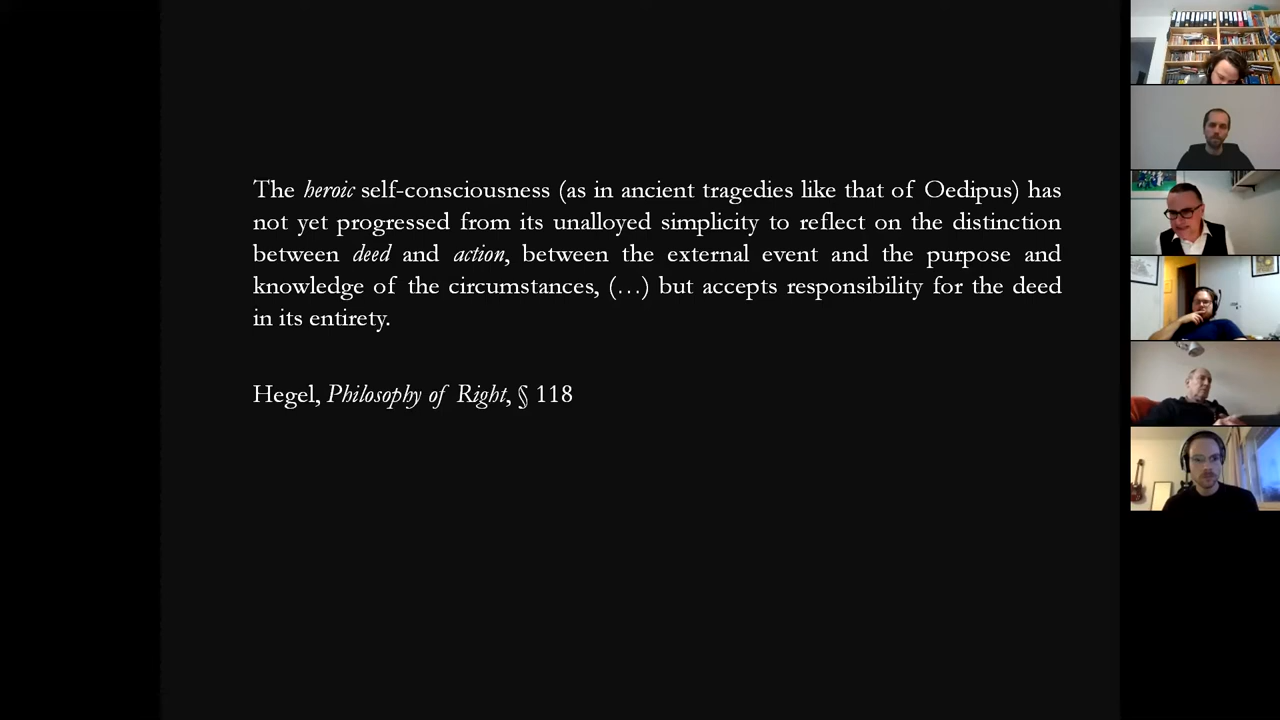 The heroic self-consciousness (as in ancient tragedies like that of Oedipus) has
not yet progressed from its unalloyed simplicity to reflect on the distinction
between deed and action, between the external event and the purpose and
knowledge of the circumstances, (…) but accepts responsibility for the deed
in its entirety.
Hegel, Philosophy of Right, § 118